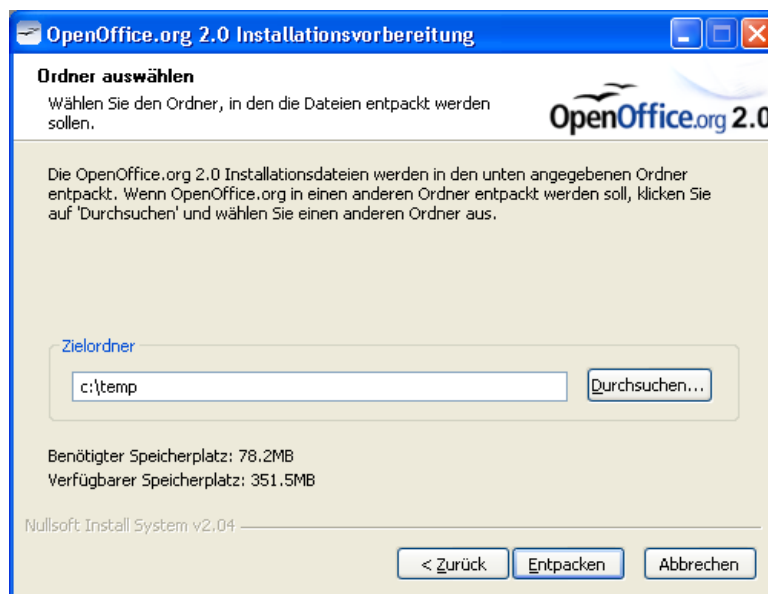 OpenOffice.org 2.0 Installationsvorbereitung
Ordner auswählen
Wählen Sie den Ordner, in den die Dateien entpackt werden
sollen.
OpenOffice.org 2.0
Die OpenOffice.org 2.0 Installationsdateien werden in den unten angegebenen Ordner
entpackt. Wenn OpenOffice.org in einen anderen Ordner entpackt werden soll, klicken Sie
auf 'Durchsuchen' und wählen Sie einen anderen Ordner aus.
Zielordner
c:\temp
Durchsuchen...
Benötigter Speicherplatz: 78.2MB
Verfügbarer Speicherplatz: 351.5MB
Nullsoft Install System v2.04
< Zurück
Entpacken
Abbrechen